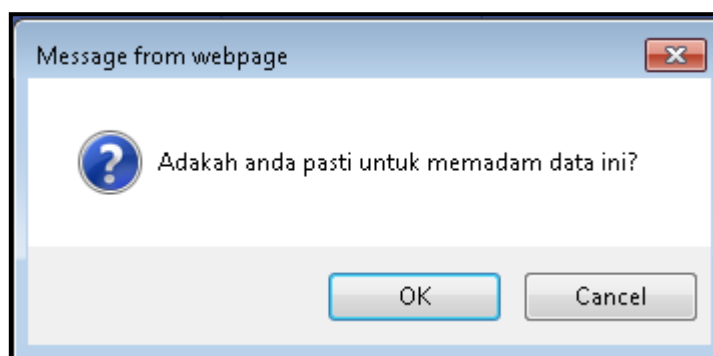 Message from webpage
Adakah anda pasti untuk memadam data ini?
OK Cancel